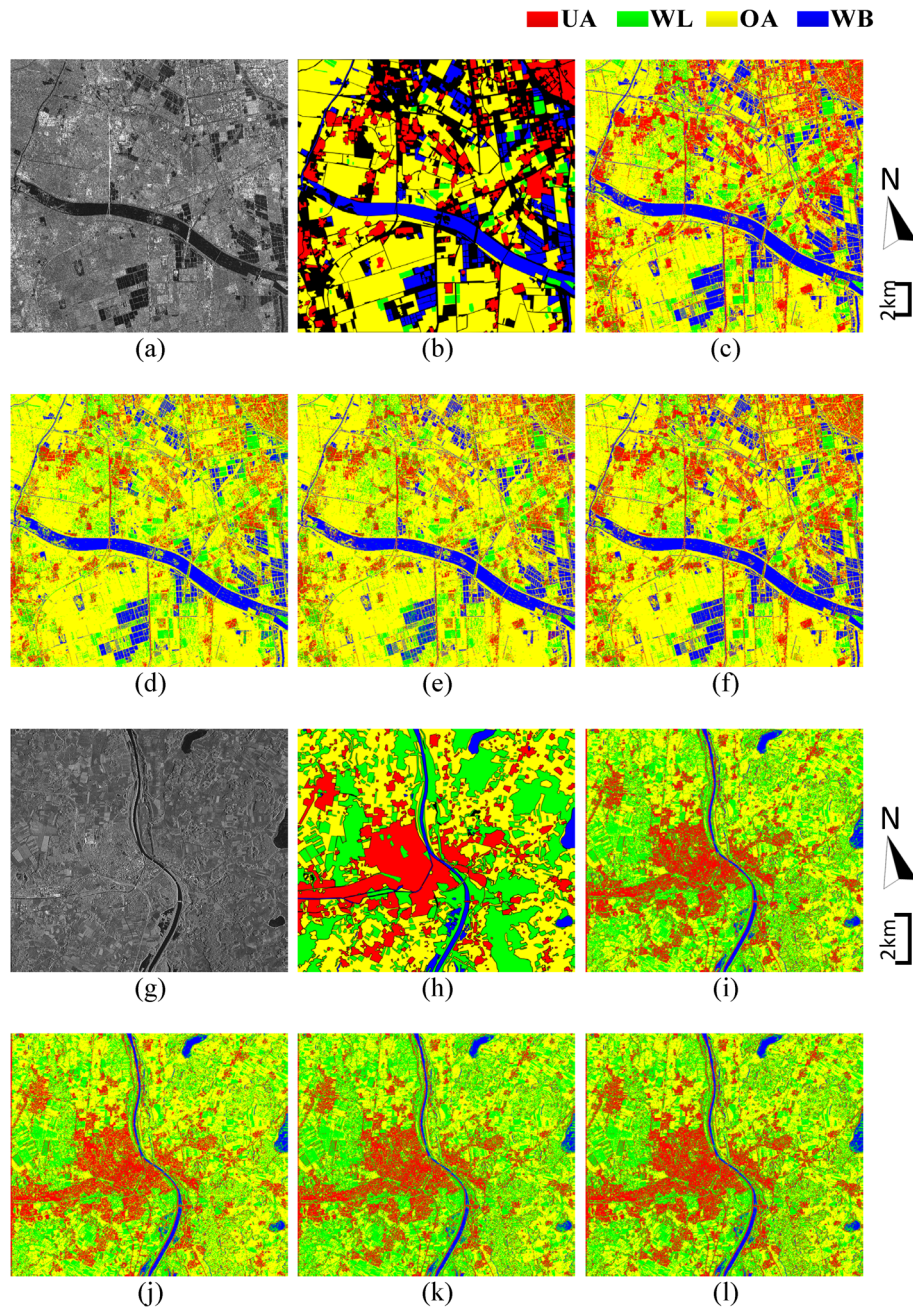 UA WL OA WB
(a) (b) (c)
N
2km
(d) (e) (f)
(g) (h) (i)
N
2km
(j) (k) (l)